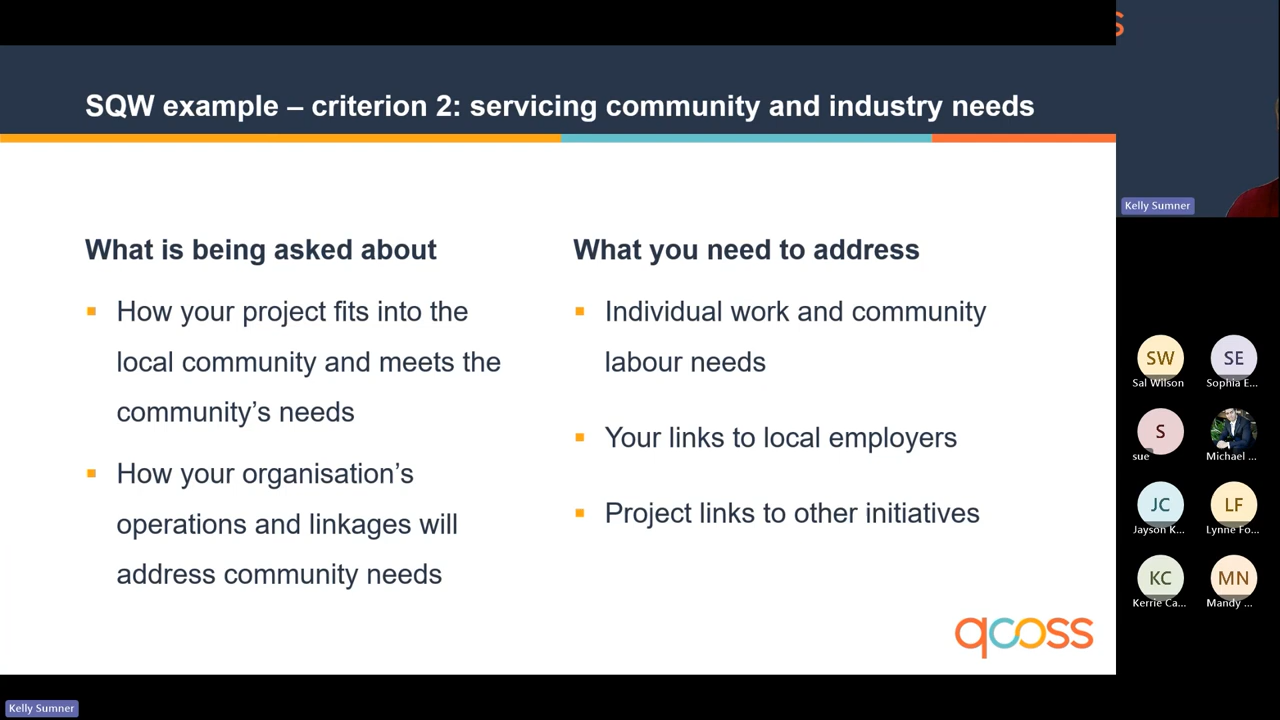 SQW example – criterion 2: servicing community and industry needs
What is being asked about
How your project fits into the
local community and meets the
community's needs
How your organisation's
operations and linkages will
address community needs
What you need to address
Individual work and community
labour needs
Your links to local employers
Project links to other initiatives
qcoss
Kelly Sumner
s
Kelly Sumner
SW
SE
Sal Wilson
Sophia E...
S
sue
Michael ...
JC
LF
Jayson K...
Lynne Fo...
KC
MN
Kerrie Ca...
Mandy ...